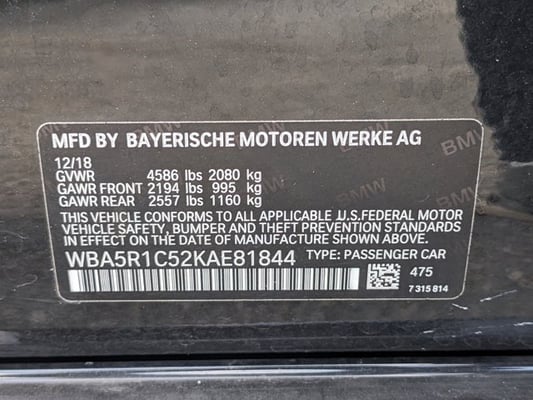 MFD BY BAYERISCHE MOTOREN WERKE AG
12/18
GVWR 4586 lbs 2080 kg
GAWR FRONT 2194 lbs 995 kg
GAWR REAR 2557 lbs 1160 kg
THIS VEHICLE CONFORMS TO ALL APPLICABLE U.S.FEDERAL MOTOR
VEHICLE SAFETY, BUMPER AND THEFT PREVENTION STANDARDS
IN EFFECT ON THE DATE OF MANUFACTURE SHOWN ABOVE.
WBA5R1C52KAE81844 TYPE: PASSENGER CAR
475
7 315 814
BMW
BMW
BMW